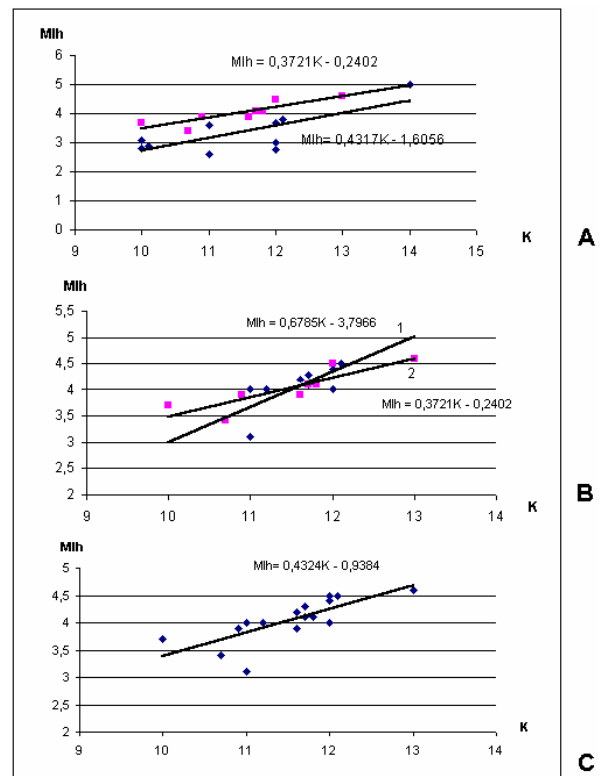 Mlh
6
Mlh = 0,3721K - 0,2402
5
4
3
Mlh= 0,4317K - 1,6056
2
1
0
9 10 11 12 13 14 15
K
A
Mlh
5,5
Mlh = 0,6785K - 3,7966
1
5
4,5
2
4
Mlh = 0,3721K - 0,2402
3,5
3
2,5
2
9 10 11 12 13 14
K
B
Mlh
5
Mlh= 0,4324K - 0,9384
4,5
4
3,5
3
2,5
2
9 10 11 12 13 14
K
C